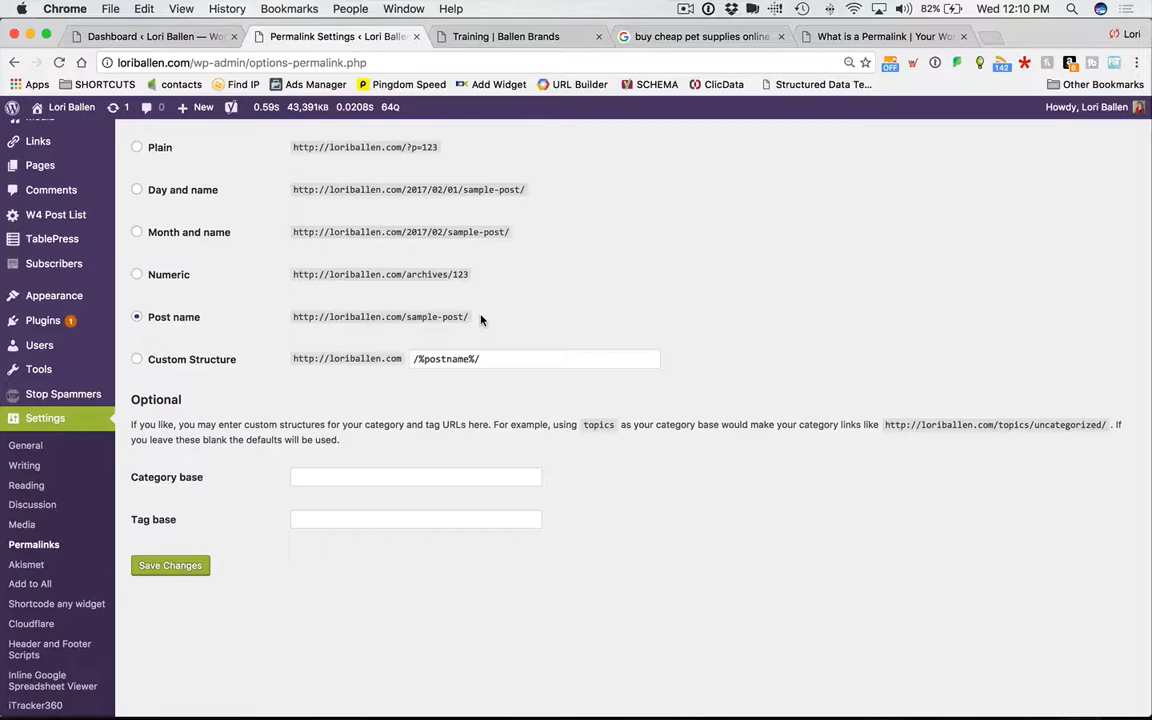 Chrome File Edit View History Bookmarks People Window Help 82% Wed 12:10 PM
Dashboard ‹ Lori Ballen — Wo
Permalink Settings ‹ Lori Balle
Training | Ballen Brands
buy cheap pet supplies online
What is a Permalink | Your Wo
Lori
loriballen.com/wp-admin/options-permalink.php
OFF
142
6
Apps SHORTCUTS contacts Find IP Ads Manager Pingdom Speed Add Widget URL Builder SCHEMA ClicData Structured Data Te... Other Bookmarks
Lori Ballen 1 0 New 0.59s 43,391KB 0.0208s 64Q Howdy, Lori Ballen
Media
Links
Pages
Comments
W4 Post List
TablePress
Subscribers
Appearance
Plugins 1
Users
Tools
Stop Spammers
Settings
General
Writing
Reading
Discussion
Media
Permalinks
Akismet
Add to All
Shortcode any widget
Cloudflare
Header and Footer
Scripts
Inline Google
Spreadsheet Viewer
iTracker360
Plain http://loriballen.com/?p=123
Day and name http://loriballen.com/2017/02/01/sample-post/
Month and name http://loriballen.com/2017/02/sample-post/
Numeric http://loriballen.com/archives/123
Post name http://loriballen.com/sample-post/
Custom Structure http://loriballen.com /%postname%/
Optional
If you like, you may enter custom structures for your category and tag URLs here. For example, using topics as your category base would make your category links like http://loriballen.com/topics/uncategorized/ . If
you leave these blank the defaults will be used.
Category base
Tag base
Save Changes